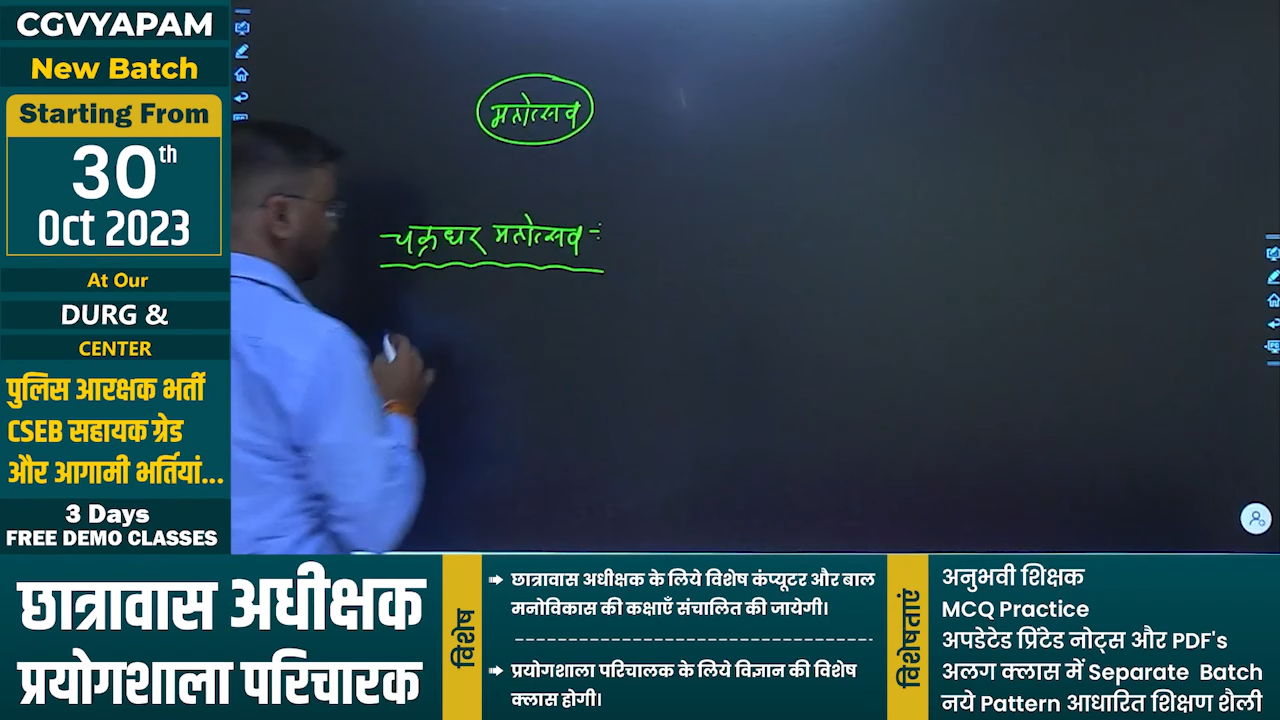 CGVYAPAM
New Batch
Starting From
30th
Oct 2023
At Our
DURG &
CENTER
पुलिस आरक्षक भर्ती
CSEB सहायक ग्रेड
और आगामी भर्तियां...
3 Days
FREE DEMO CLASSES
महोत्सव
चक्रधर महोत्सव :-
छात्रावास अधीक्षक
प्रयोगशाला परिचारक
विशेष
छात्रावास अधीक्षक के लिये विशेष कंप्यूटर और बाल
मनोविकास की कक्षाएँ संचालित की जायेगी।
प्रयोगशाला परिचालक के लिये विज्ञान की विशेष
क्लास होगी।
विशेषताएं
अनुभवी शिक्षक
MCQ Practice
अपडेटेड प्रिंटेड नोट्स और PDF's
अलग क्लास में Separate Batch
नये Pattern आधारित शिक्षण शैली